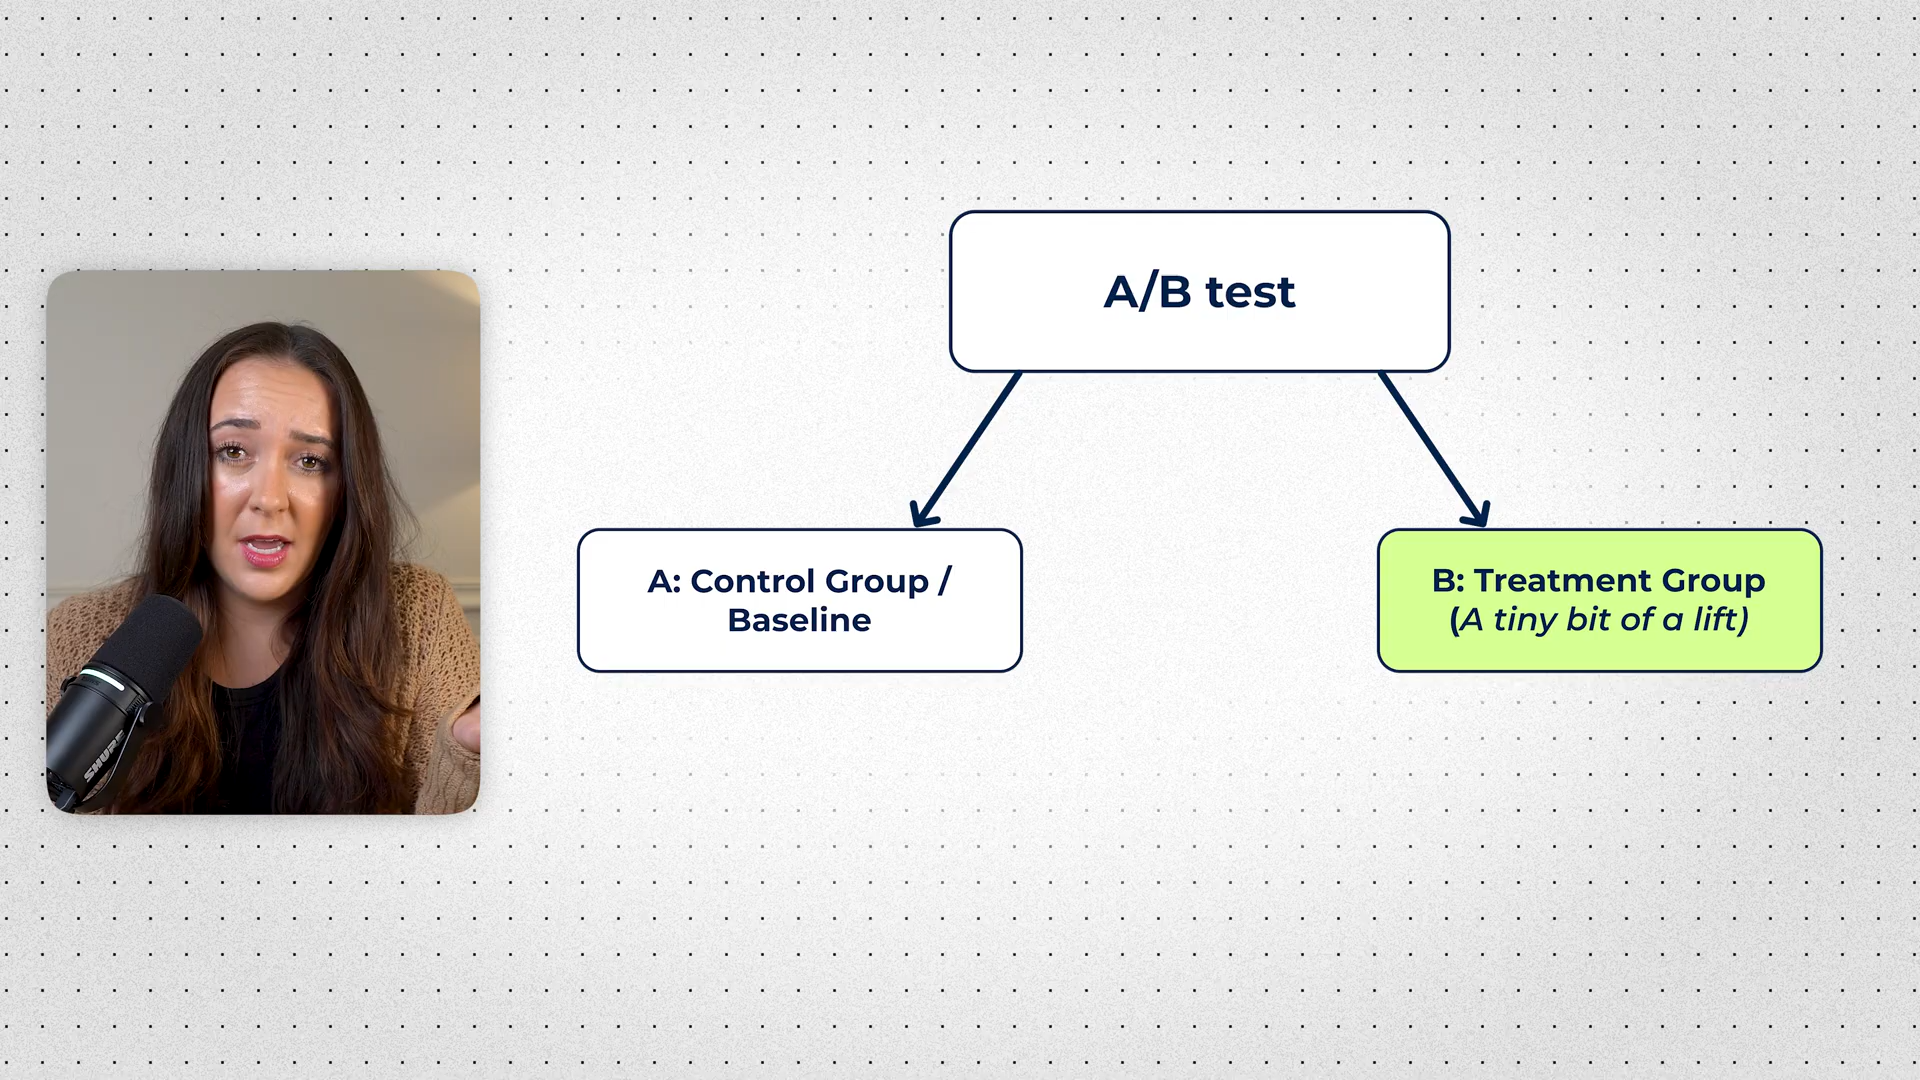 A/B test
A: Control Group /
Baseline
B: Treatment Group
(A tiny bit of a lift)
SHURE